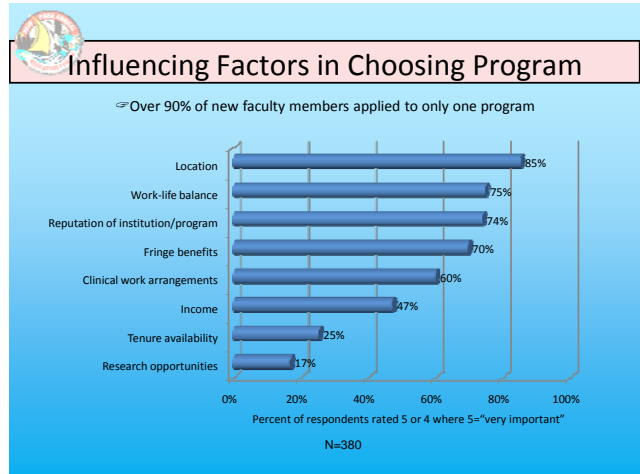 Influencing Factors in Choosing Program
☞Over 90% of new faculty members applied to only one program
Location
85%
Work-life balance
75%
Reputation of institution/program
74%
Fringe benefits
70%
Clinical work arrangements
60%
Income
47%
Tenure availability
25%
Research opportunities
17%
0% 20% 40% 60% 80% 100%
Percent of respondents rated 5 or 4 where 5=“very important”
N=380